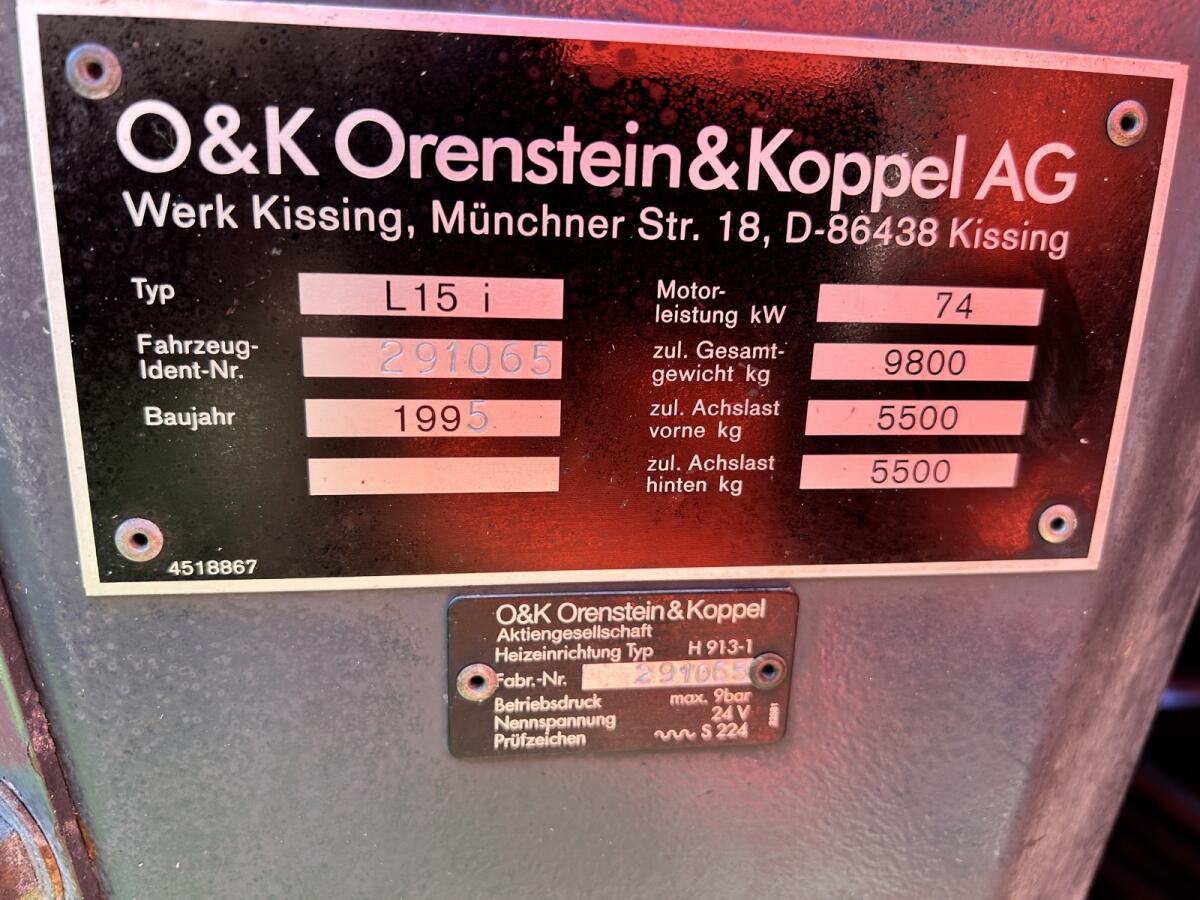 O&K Orenstein&Koppel AG
Werk Kissing, Münchner Str. 18, D-86438 Kissing
Typ L15 i
Fahrzeug-
Ident-Nr. 291065
Baujahr 1995
Motor-
leistung kW 74
zul. Gesamt-
gewicht kg 9800
zul. Achslast
vorne kg 5500
zul. Achslast
hinten kg 5500
4518867
O&K Orenstein&Koppel
Aktiengesellschaft
Heizeinrichtung Typ H 913-1
Fabr.-Nr. 291065
Betriebsdruck max. 9bar
Nennspannung 24 V
Prüfzeichen S 224